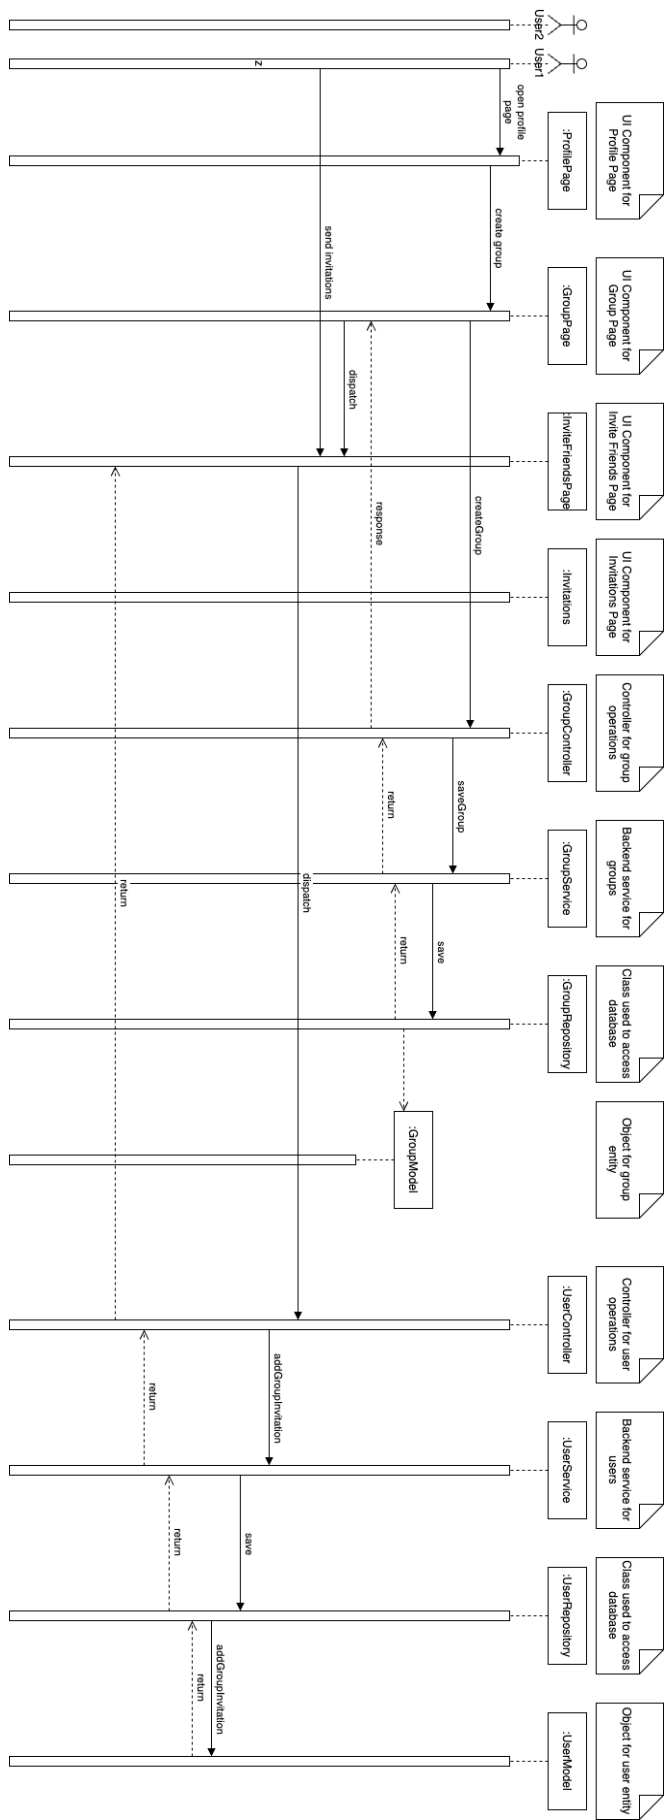 User2
User1
UI Component for
Profile Page
UI Component for
Group Page
UI Component for
Invite Friends Page
UI Component for
Invitations Page
Controller for group
operations
Backend service for
groups
Class used to access
database
Object for group
entity
Controller for user
operations
Backend service for
users
Class used to access
database
Object for user entity
:ProfilePage
:GroupPage
:InviteFriendsPage
:Invitations
:GroupController
:GroupService
:GroupRepository
:UserController
:UserService
:UserRepository
:UserModel
open profile
page
create group
createGroup
saveGroup
save
:GroupModel
return
return
response
dispatch
send invitations
dispatch
z
addGroupInvitation
save
addGroupInvitation
return
return
return
return